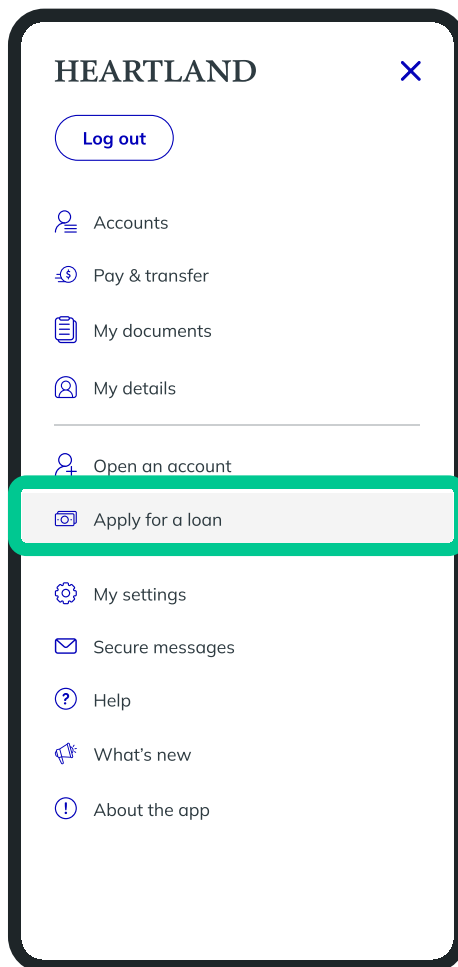 HEARTLAND
Log out
Accounts
Pay & transfer
My documents
My details
Open an account
Apply for a loan
My settings
Secure messages
Help
What's new
About the app